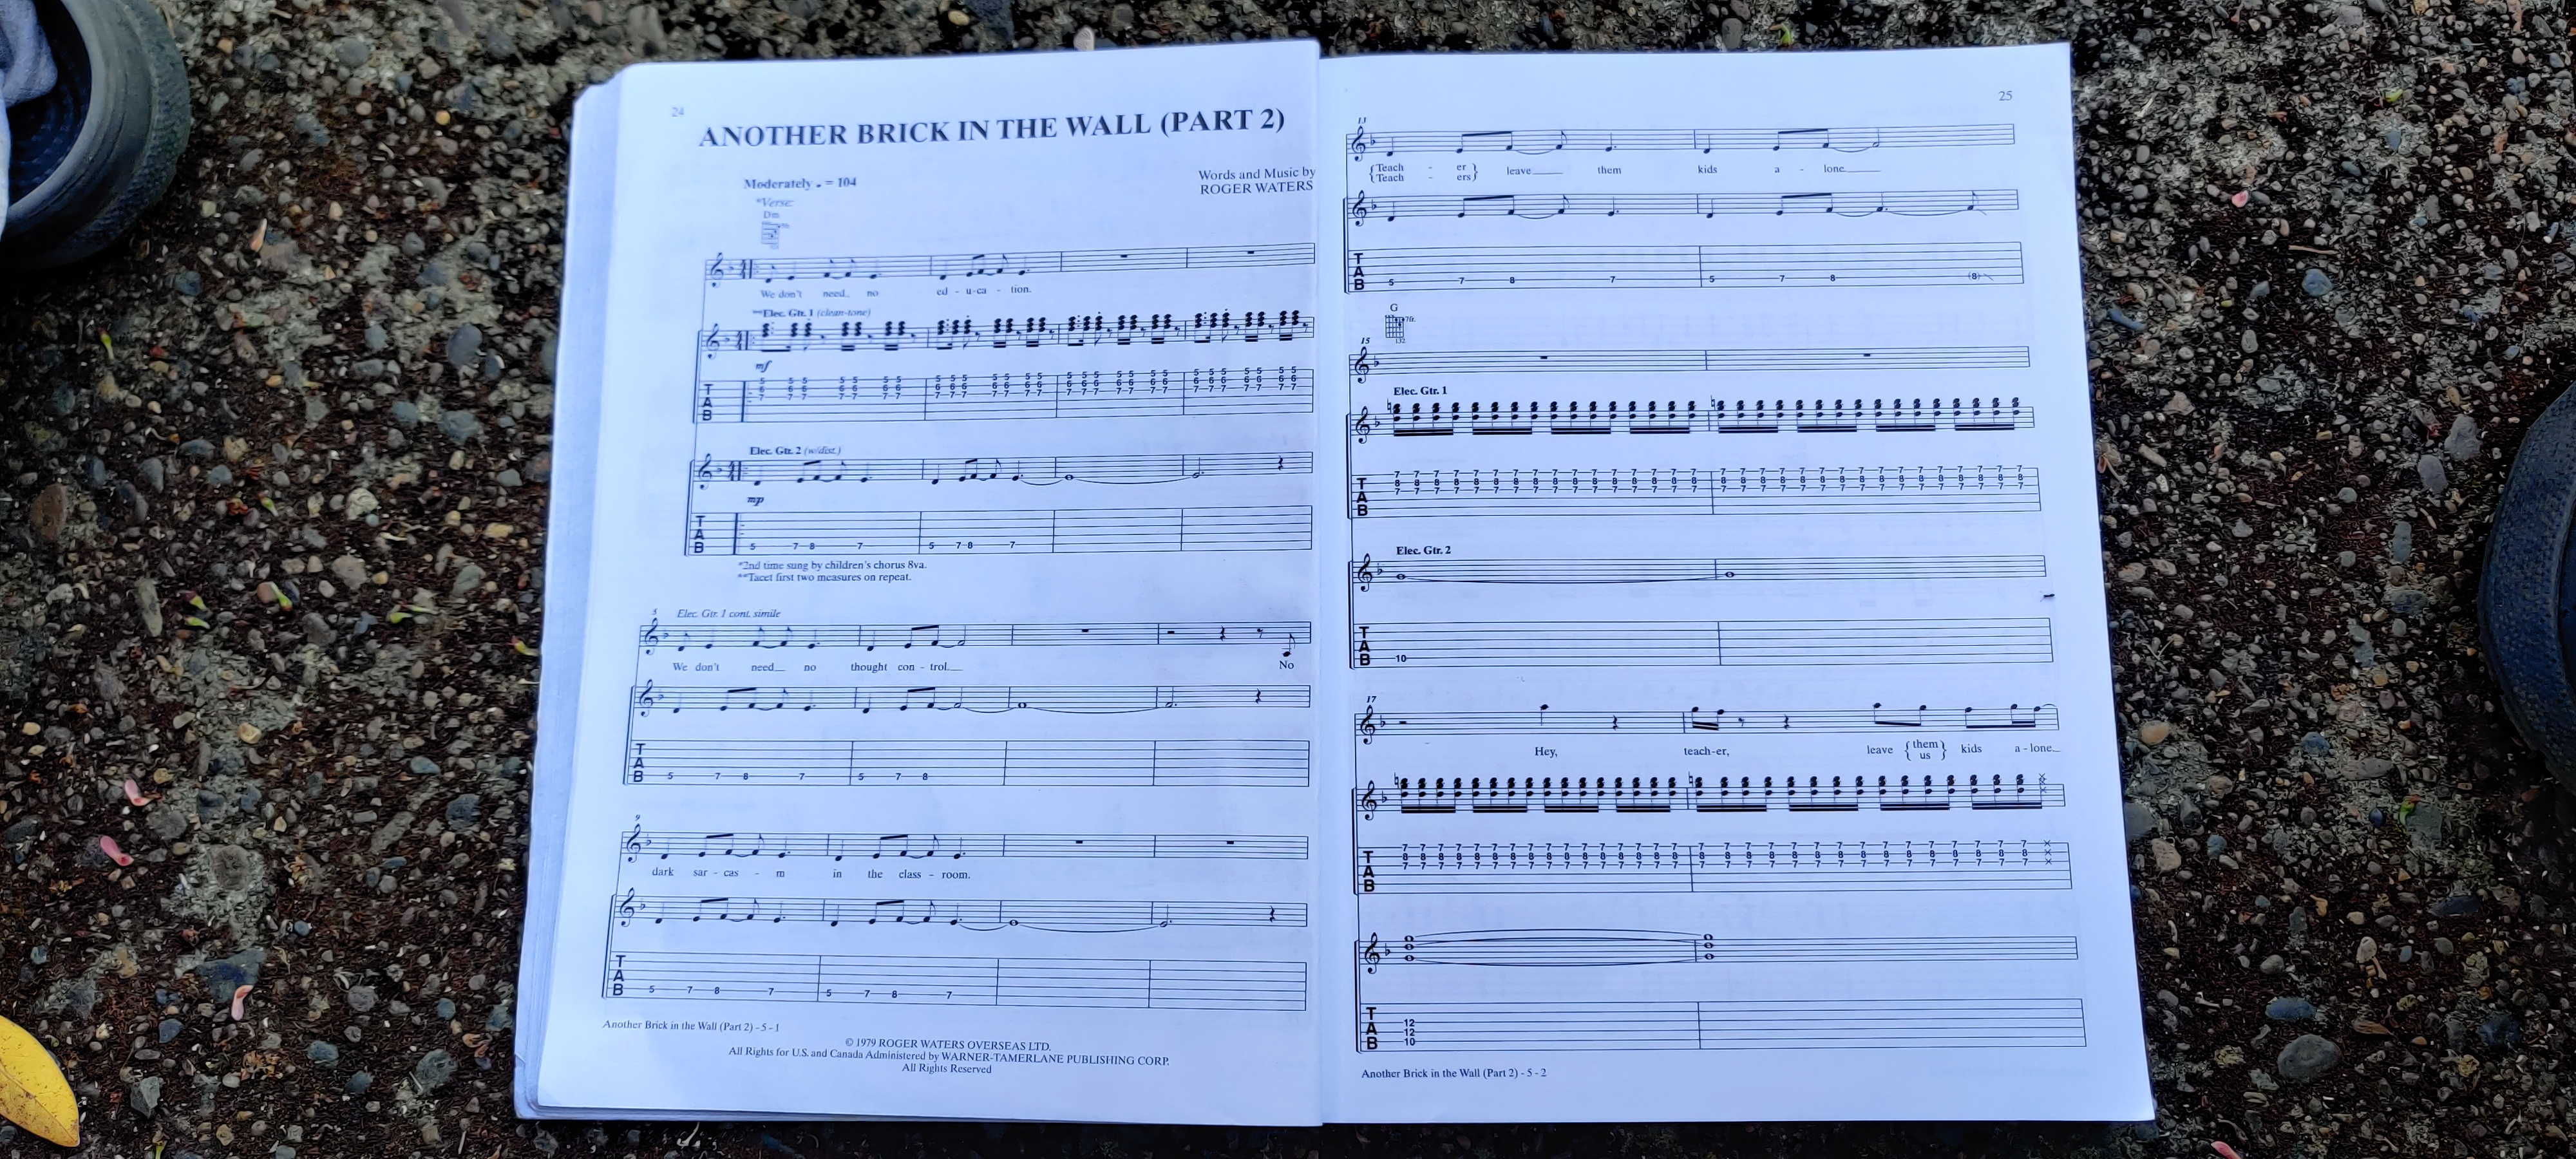 24
ANOTHER BRICK IN THE WALL (PART 2)
Words and Music by
ROGER WATERS
Moderately ♩ = 104
*Verse:
Dm
We don't need no ed - u - ca - tion.
**Elec. Gtr. 1 (clean-tone)
mf
Elec. Gtr. 2 (w/dist.)
mp
*2nd time sung by children's chorus 8va.
**Tacet first two measures on repeat.
5
Elec. Gtr. 1 cont. simile
We don't need no thought con - trol. No
9
dark sar - cas - m in the class - room.
Another Brick in the Wall (Part 2) - 5 - 1
© 1979 ROGER WATERS OVERSEAS LTD.
All Rights for U.S. and Canada Administered by WARNER-TAMERLANE PUBLISHING CORP.
All Rights Reserved
25
13
{Teach - er } leave them kids a - lone.
{Teach - ers}
G
15
Elec. Gtr. 1
Elec. Gtr. 2
17
Hey, teach-er, leave {them} kids a - lone.
{us}
Another Brick in the Wall (Part 2) - 5 - 2